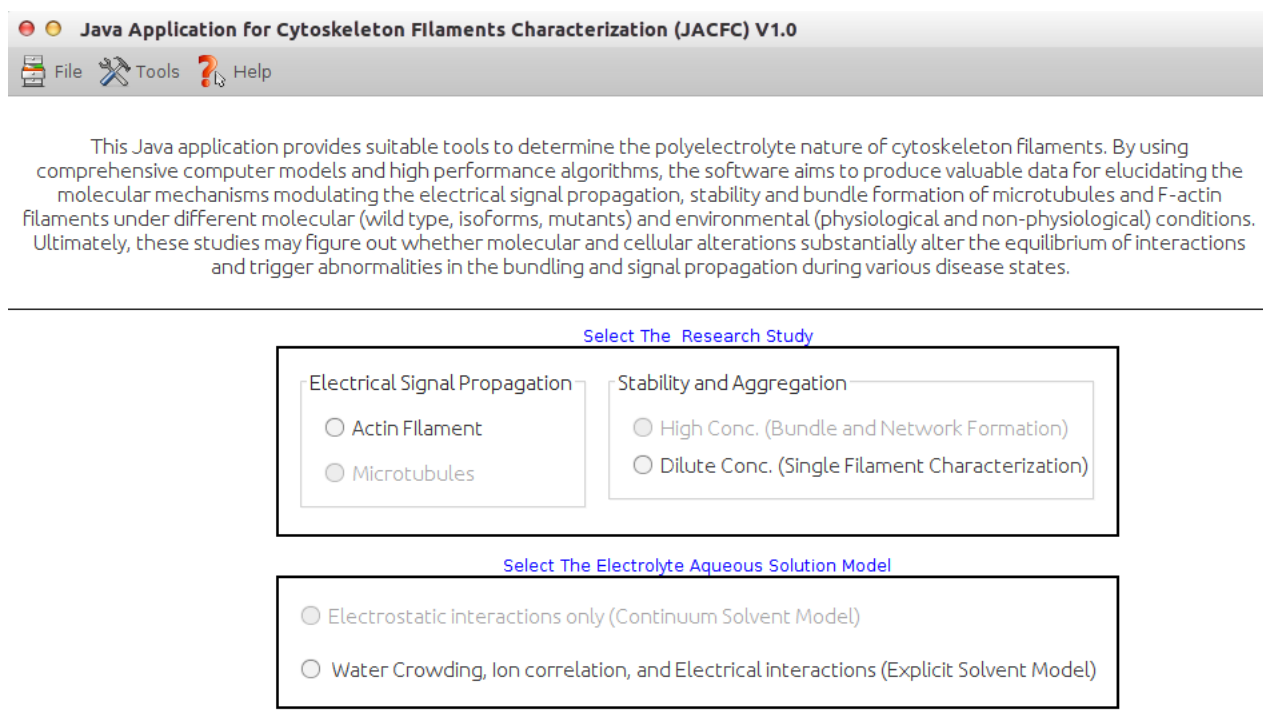 Java Application for Cytoskeleton FIlaments Characterization (JACFC) V1.0
File Tools Help
This Java application provides suitable tools to determine the polyelectrolyte nature of cytoskeleton filaments. By using
comprehensive computer models and high performance algorithms, the software aims to produce valuable data for elucidating the
molecular mechanisms modulating the electrical signal propagation, stability and bundle formation of microtubules and F-actin
filaments under different molecular (wild type, isoforms, mutants) and environmental (physiological and non-physiological) conditions.
Ultimately, these studies may figure out whether molecular and cellular alterations substantially alter the equilibrium of interactions
and trigger abnormalities in the bundling and signal propagation during various disease states.
Select The Research Study
Electrical Signal Propagation
Actin FIlament
Microtubules
Stability and Aggregation
High Conc. (Bundle and Network Formation)
Dilute Conc. (Single Filament Characterization)
Select The Electrolyte Aqueous Solution Model
Electrostatic interactions only (Continuum Solvent Model)
Water Crowding, Ion correlation, and Electrical interactions (Explicit Solvent Model)